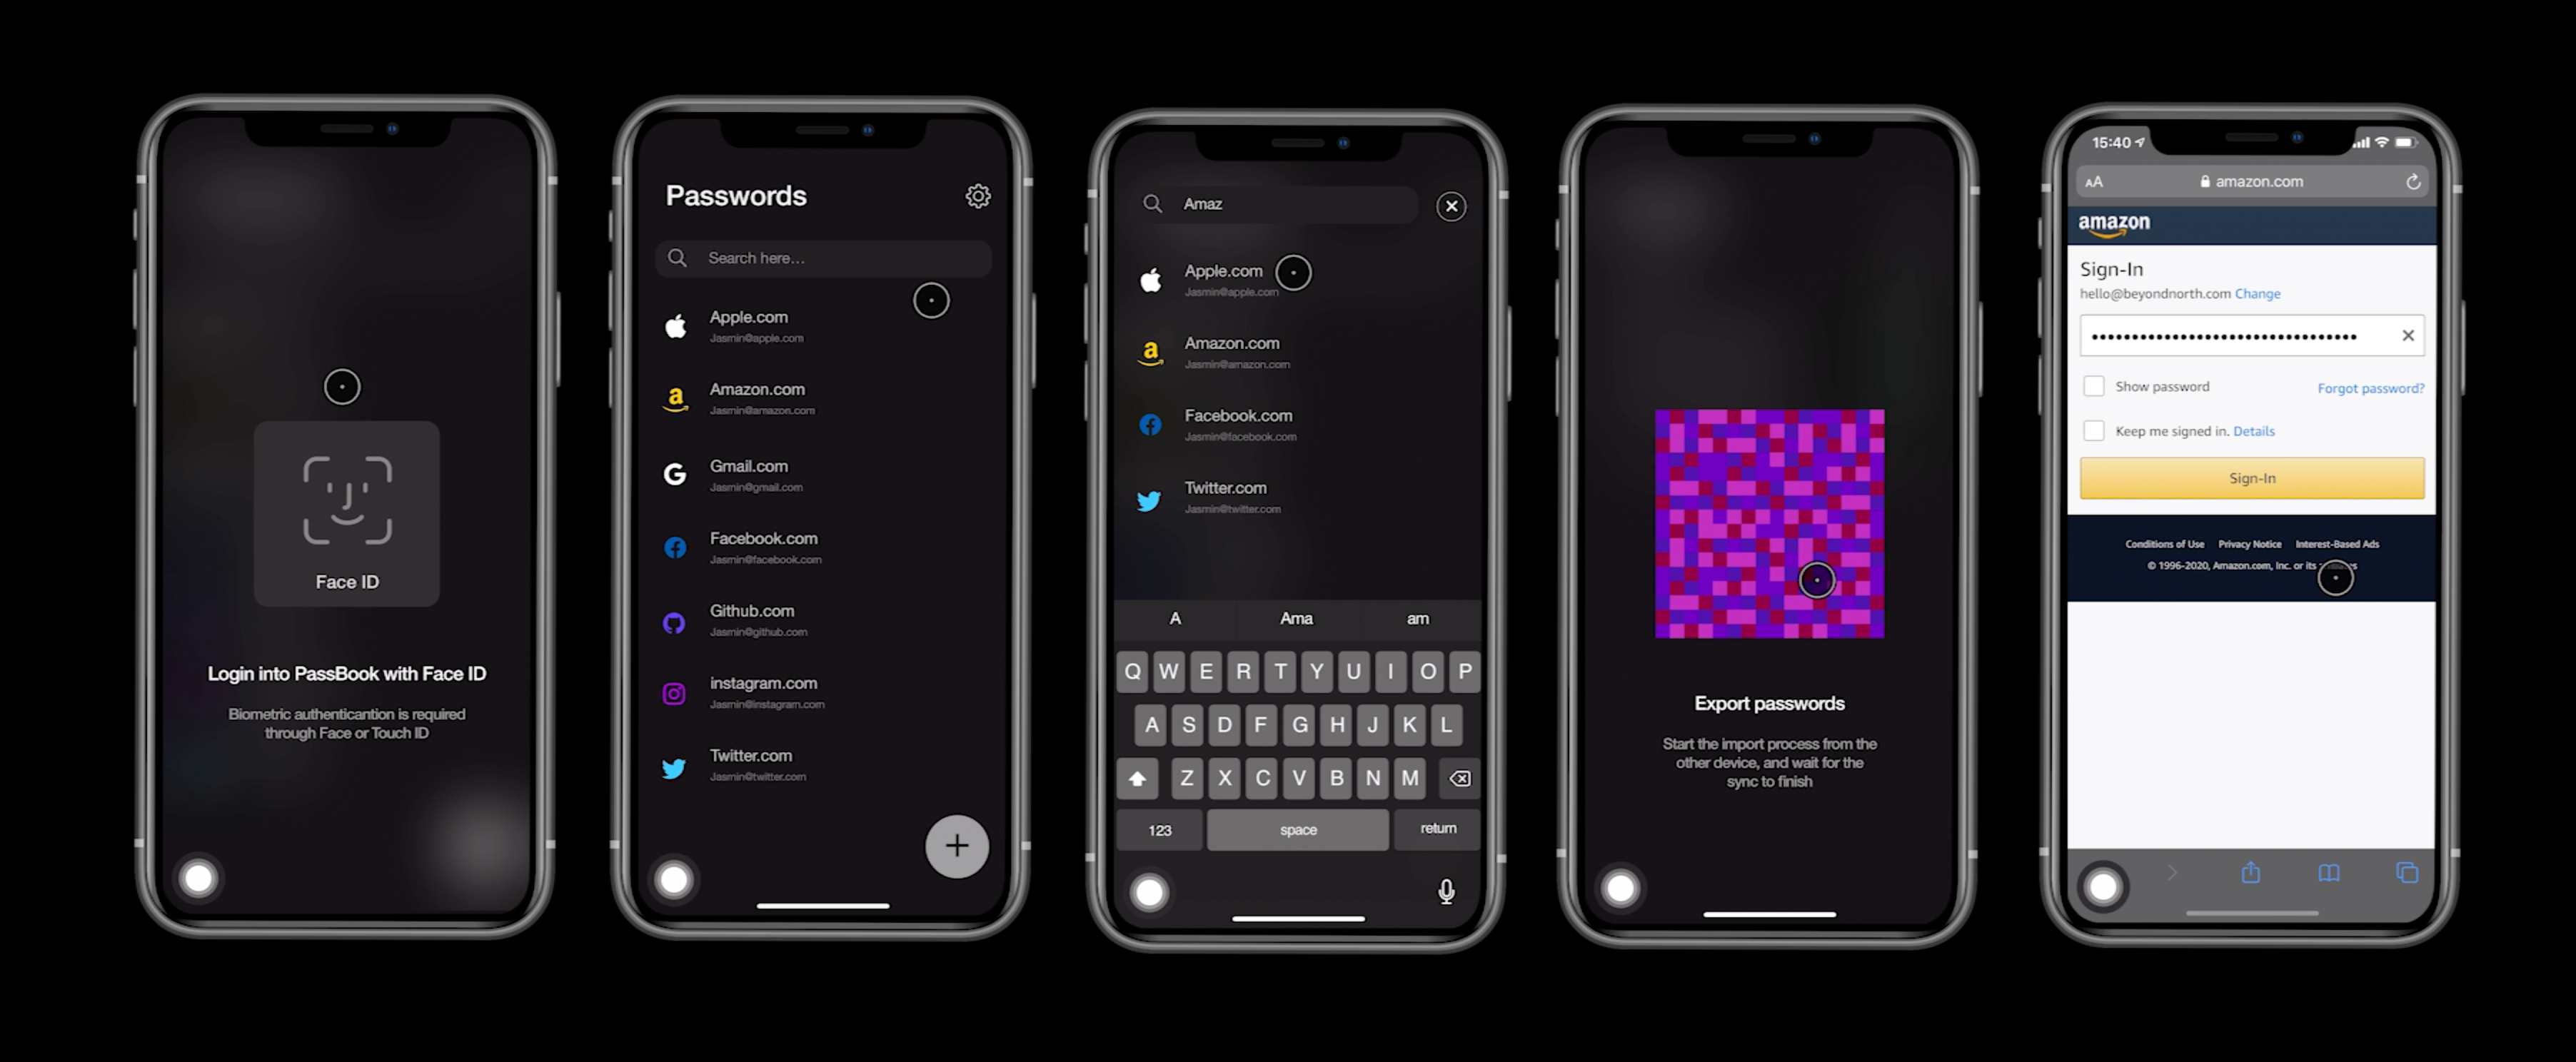 Face ID
Login into PassBook with Face ID
Biometric authenticantion is required
through Face or Touch ID
Passwords
Search here...
Apple.com
Jasmin@apple.com
Amazon.com
Jasmin@amazon.com
Gmail.com
Jasmin@gmail.com
Facebook.com
Jasmin@facebook.com
Github.com
Jasmin@github.com
instagram.com
Jasmin@instagram.com
Twitter.com
Jasmin@twitter.com
Amaz
Apple.com
Jasmin@apple.com
Amazon.com
Jasmin@amazon.com
Facebook.com
Jasmin@facebook.com
Twitter.com
Jasmin@twitter.com
A Ama am
Q W E R T Y U I O P
A S D F G H J K L
Z X C V B N M
123 space return
Export passwords
Start the import process from the
other device, and wait for the
sync to finish
15:40
AA amazon.com
amazon
Sign-In
hello@beyondnorth.com Change
Show password Forgot password?
Keep me signed in. Details
Sign-In
Conditions of Use Privacy Notice Interest-Based Ads
© 1996-2020, Amazon.com, Inc. or its